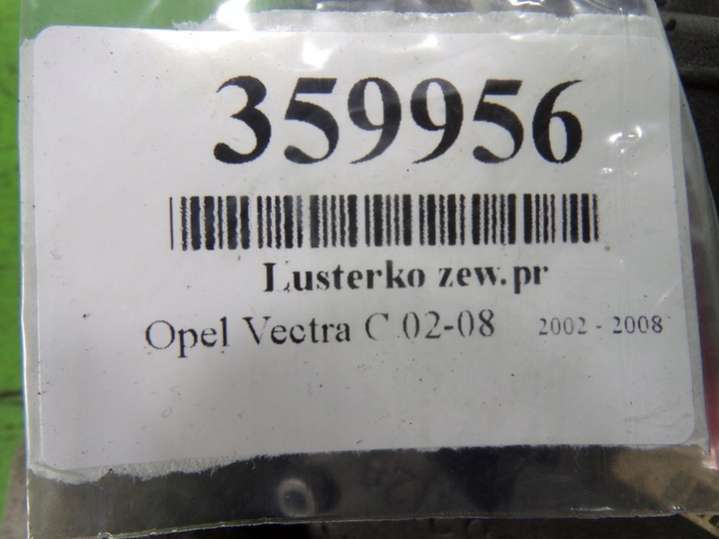 359956
Lusterko zew.pr
Opel Vectra C 02-08 2002 - 2008